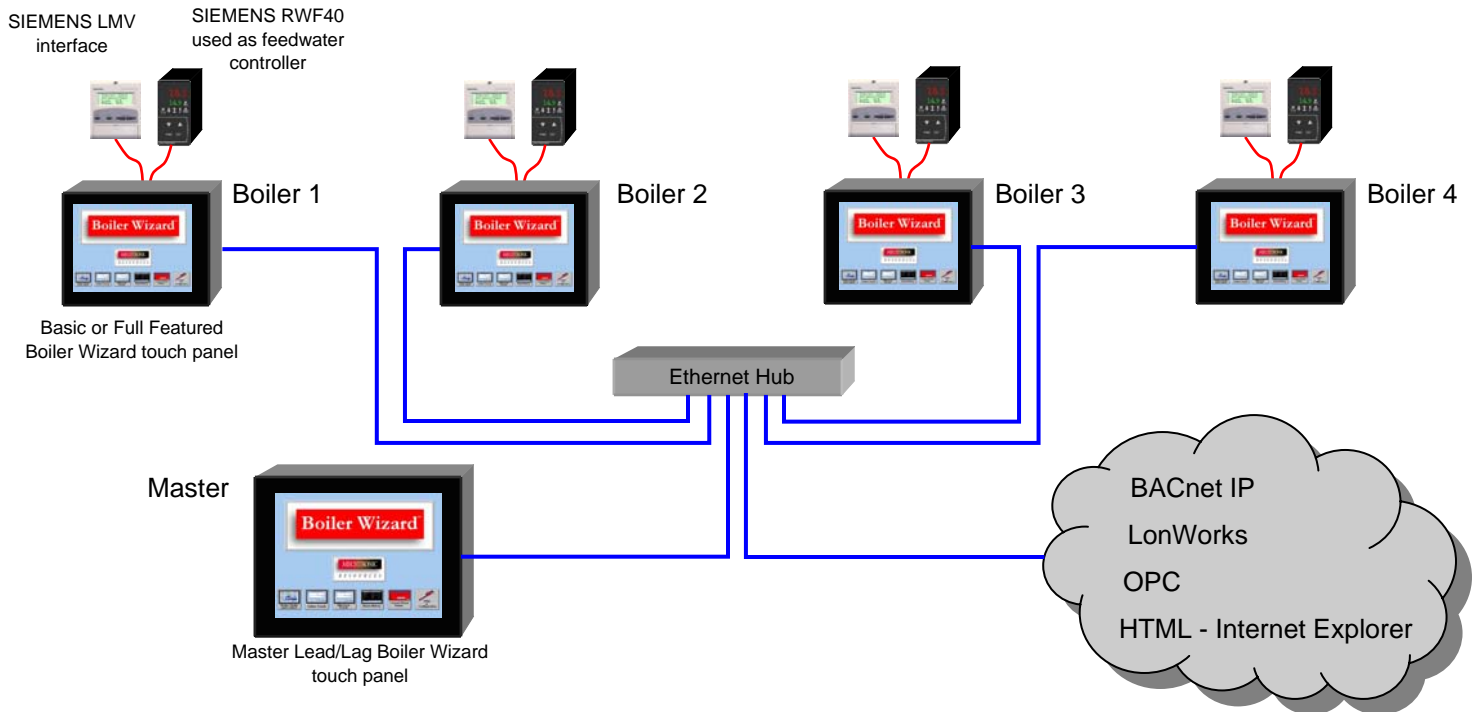 SIEMENS LMV
interface
SIEMENS RWF40
used as feedwater
controller
Boiler 1
Boiler 2
Boiler 3
Boiler 4
Boiler Wizard
Boiler Wizard
Boiler Wizard
Boiler Wizard
Basic or Full Featured
Boiler Wizard touch panel
Ethernet Hub
Master
Boiler Wizard
Master Lead/Lag Boiler Wizard
touch panel
BACnet IP
LonWorks
OPC
HTML - Internet Explorer